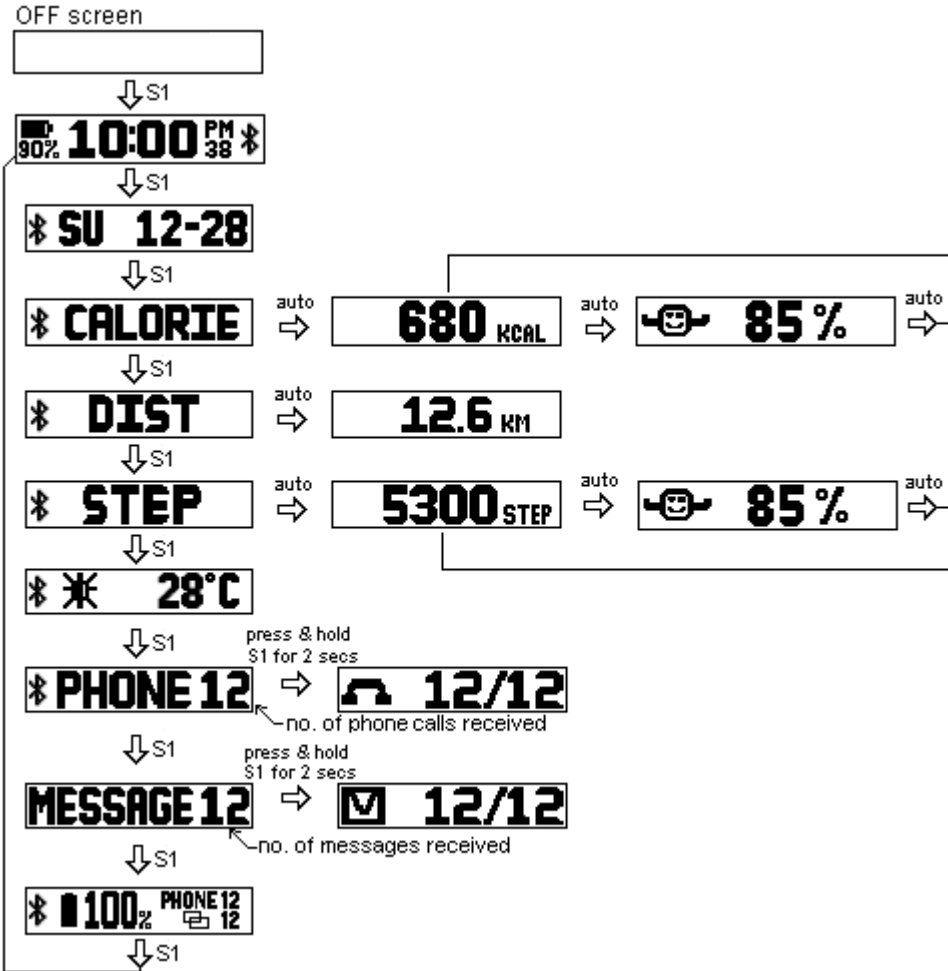 OFF screen
S1
90% 10:00 PM 38
S1
SU 12-28
S1
CALORIE auto 680 KCAL auto 85% auto
S1
DIST auto 12.6 KM
S1
STEP auto 5300 STEP auto 85% auto
S1
28°C
S1
press & hold
S1 for 2 secs
PHONE 12 12/12
no. of phone calls received
S1
press & hold
S1 for 2 secs
MESSAGE 12 12/12
no. of messages received
S1
100% PHONE 12
12
S1